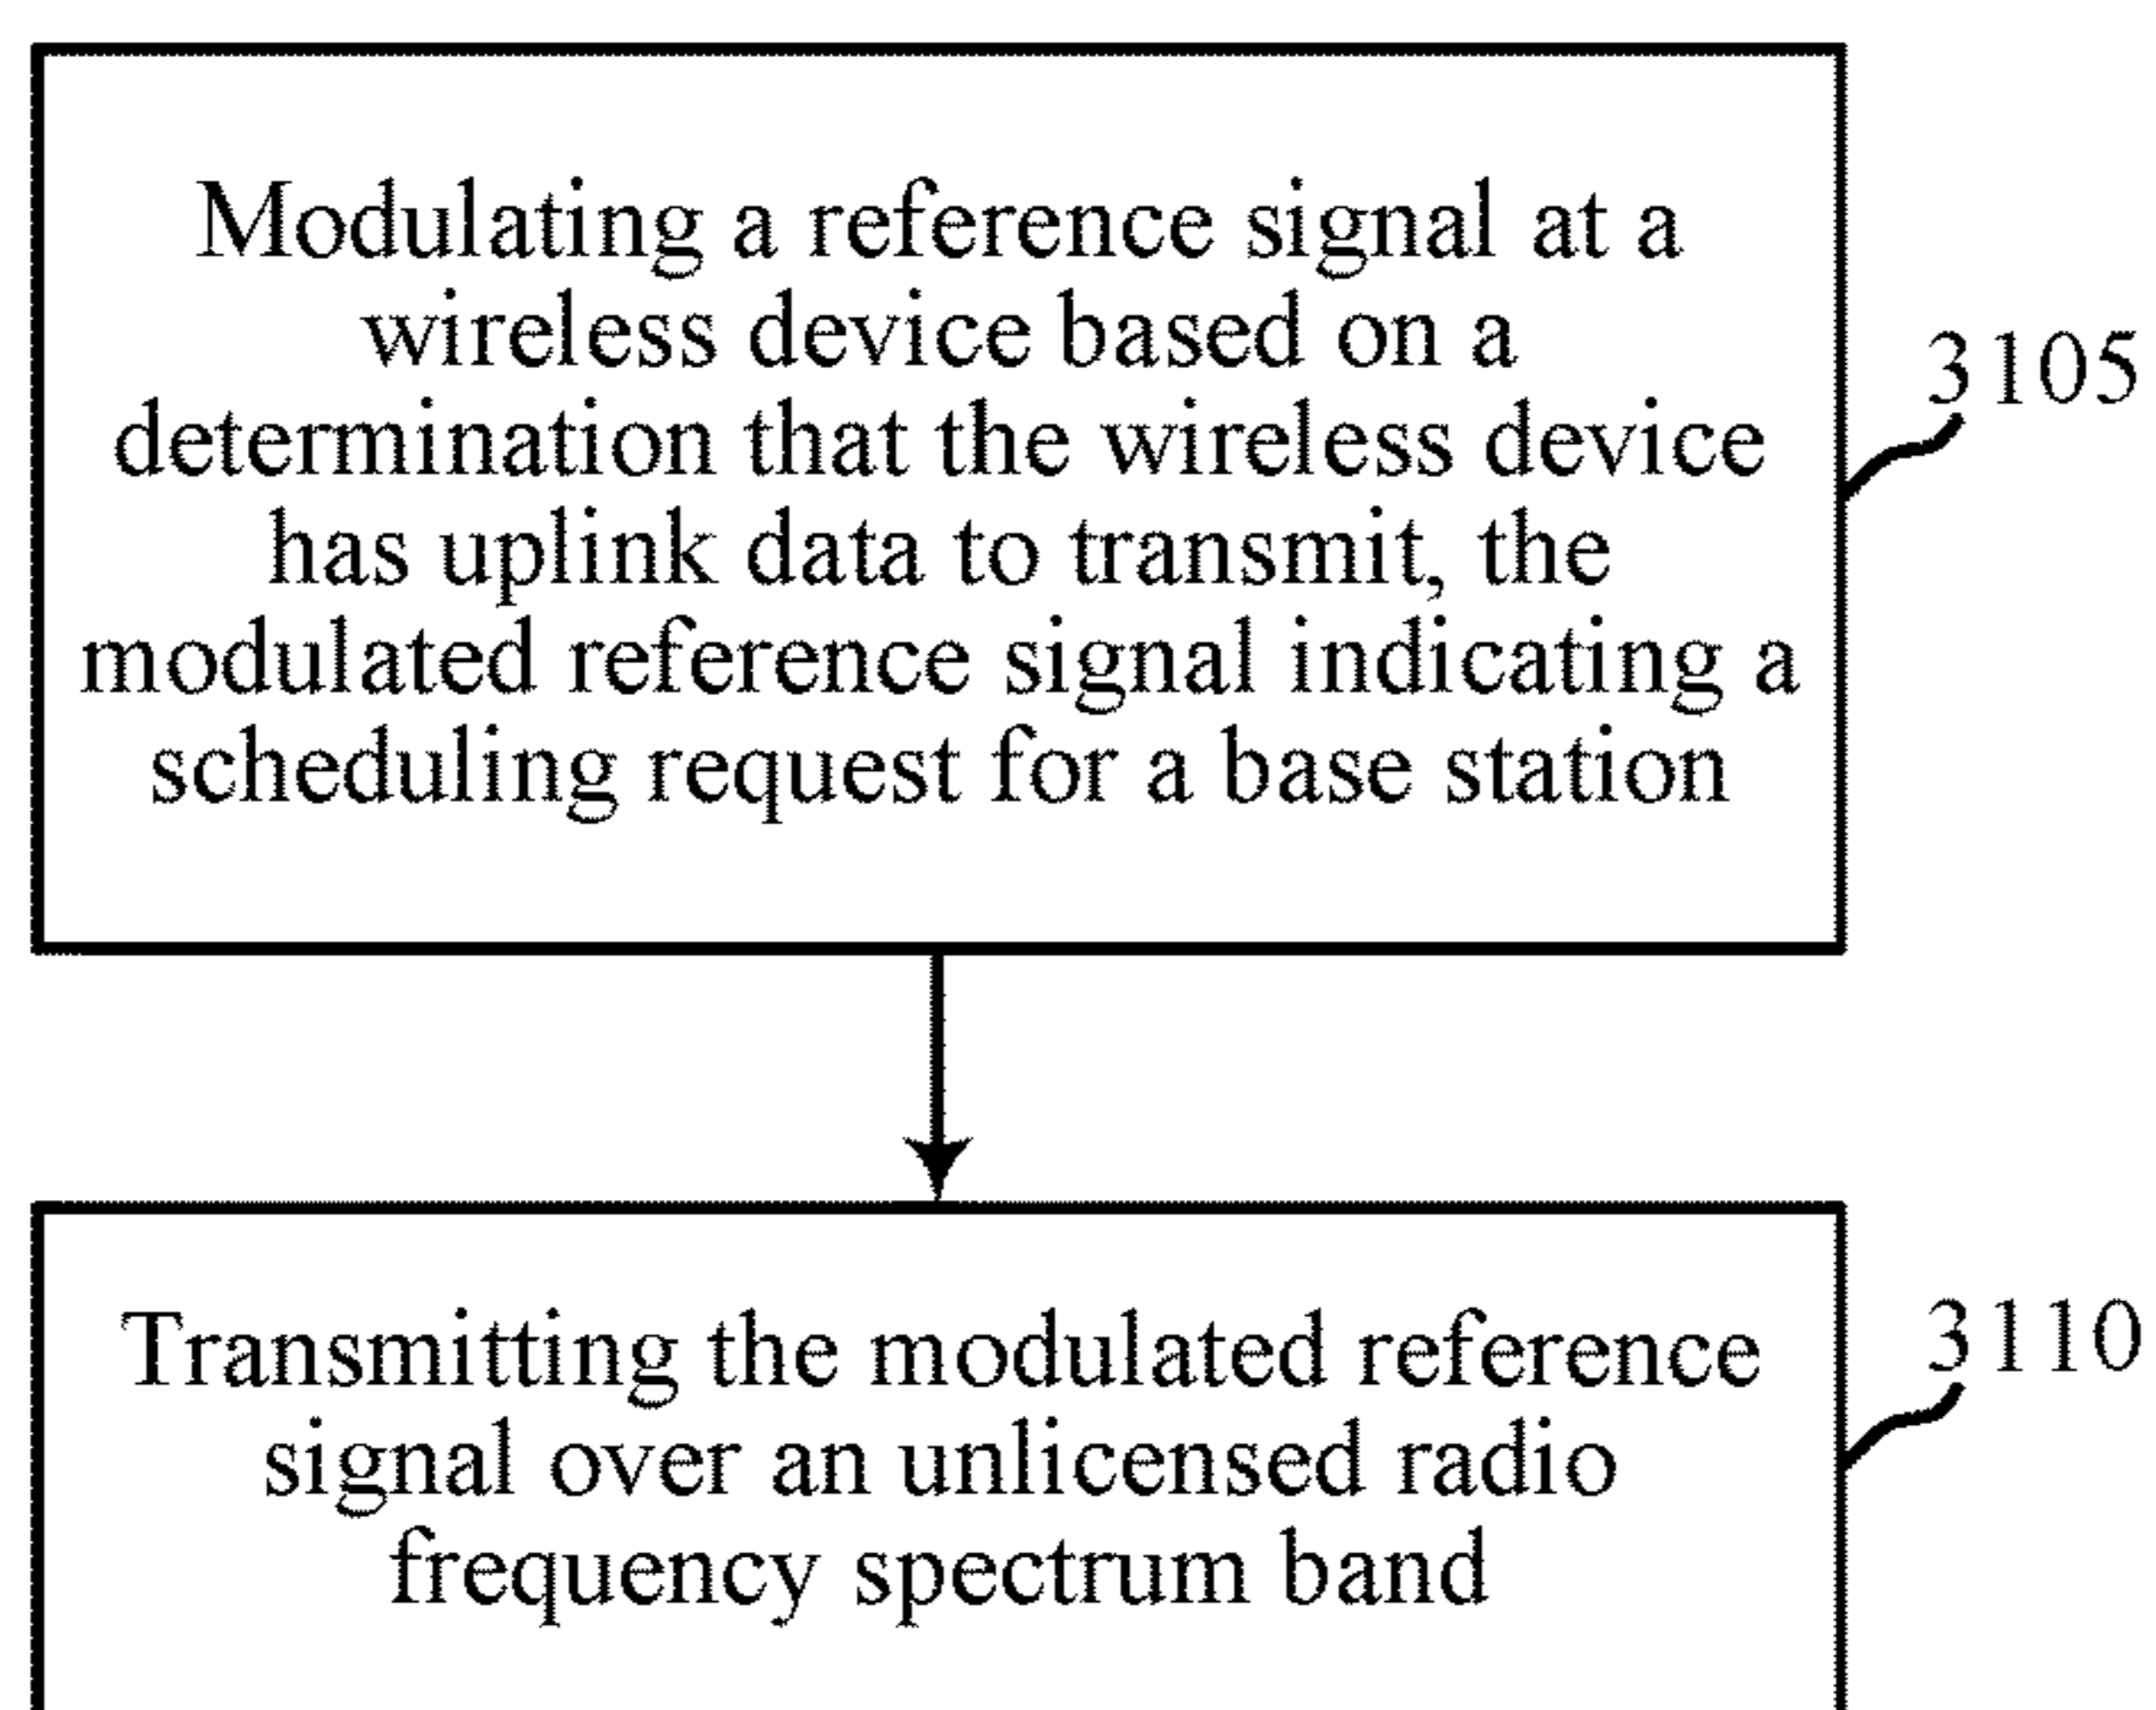 Modulating a reference signal at a
wireless device based on a
determination that the wireless device
has uplink data to transmit, the
modulated reference signal indicating a
scheduling request for a base station
3105
Transmitting the modulated reference
signal over an unlicensed radio
frequency spectrum band
3110